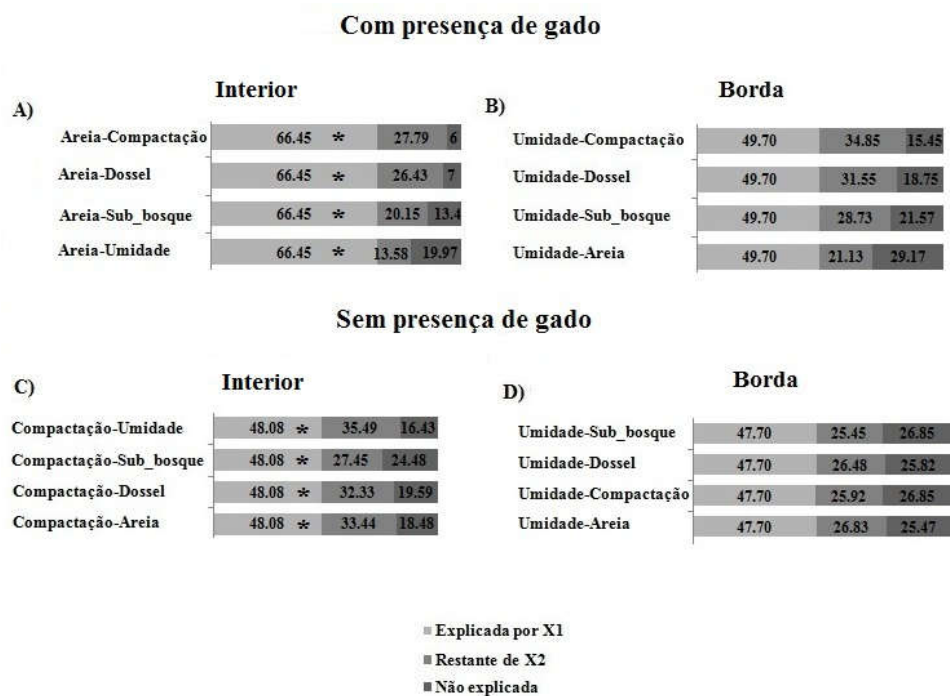 Com presença de gado
Interior
A)
Areia-Compactação 66.45 * 27.79 6
Areia-Dossel 66.45 * 26.43 7
Areia-Sub_bosque 66.45 * 20.15 13.4
Areia-Umidade 66.45 * 13.58 19.97
Borda
B)
Umidade-Compactação 49.70 34.85 15.45
Umidade-Dossel 49.70 31.55 18.75
Umidade-Sub_bosque 49.70 28.73 21.57
Umidade-Areia 49.70 21.13 29.17
Sem presença de gado
Interior
C)
Compactação-Umidade 48.08 * 35.49 16.43
Compactação-Sub_bosque 48.08 * 27.45 24.48
Compactação-Dossel 48.08 * 32.33 19.59
Compactação-Areia 48.08 * 33.44 18.48
Borda
D)
Umidade-Sub_bosque 47.70 25.45 26.85
Umidade-Dossel 47.70 26.48 25.82
Umidade-Compactação 47.70 25.92 26.85
Umidade-Areia 47.70 26.83 25.47
Explicada por X1
Restante de X2
Não explicada